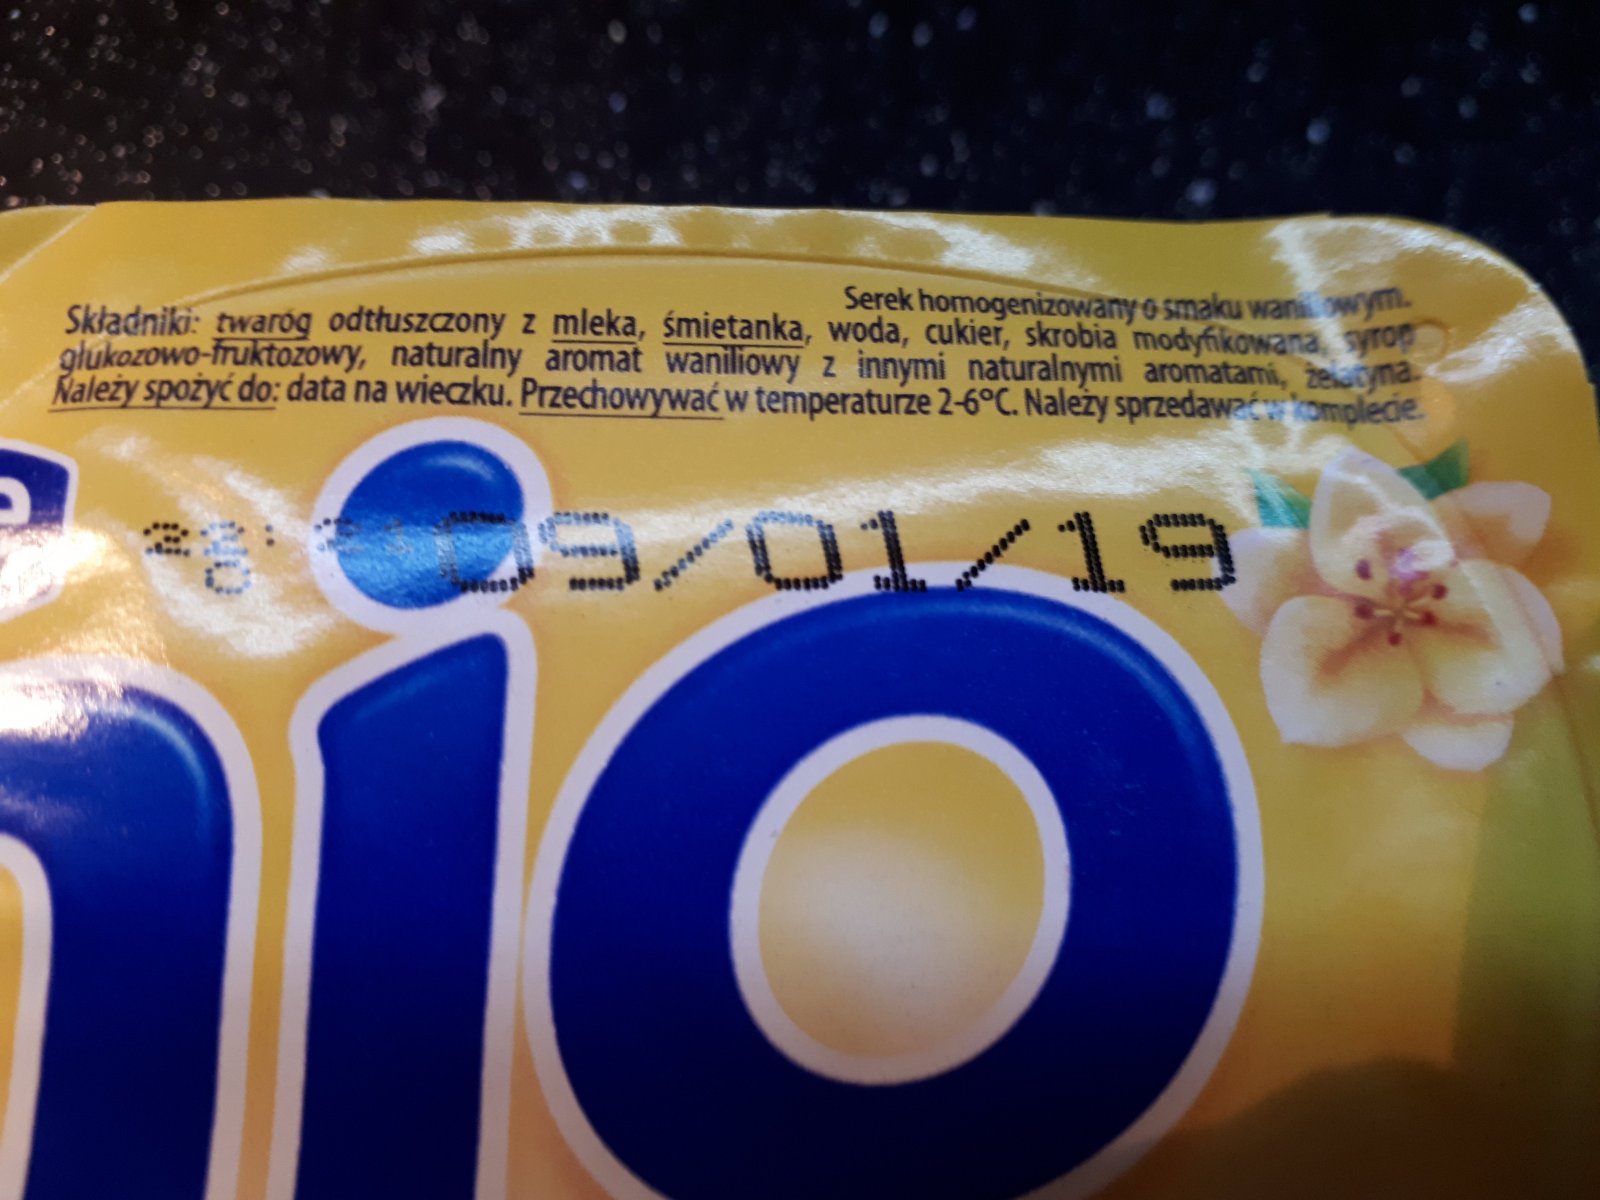 Serek homogenizowany o smaku waniliowym.
Składniki: twaróg odtłuszczony z mleka, śmietanka, woda, cukier, skrobia modyfikowana, syrop
glukozowo-fruktozowy, naturalny aromat waniliowy z innymi naturalnymi aromatami, żelatyna.
Należy spożyć do: data na wieczku. Przechowywać w temperaturze 2-6°C. Należy sprzedawać w komplecie.
09/01/19
e
nio